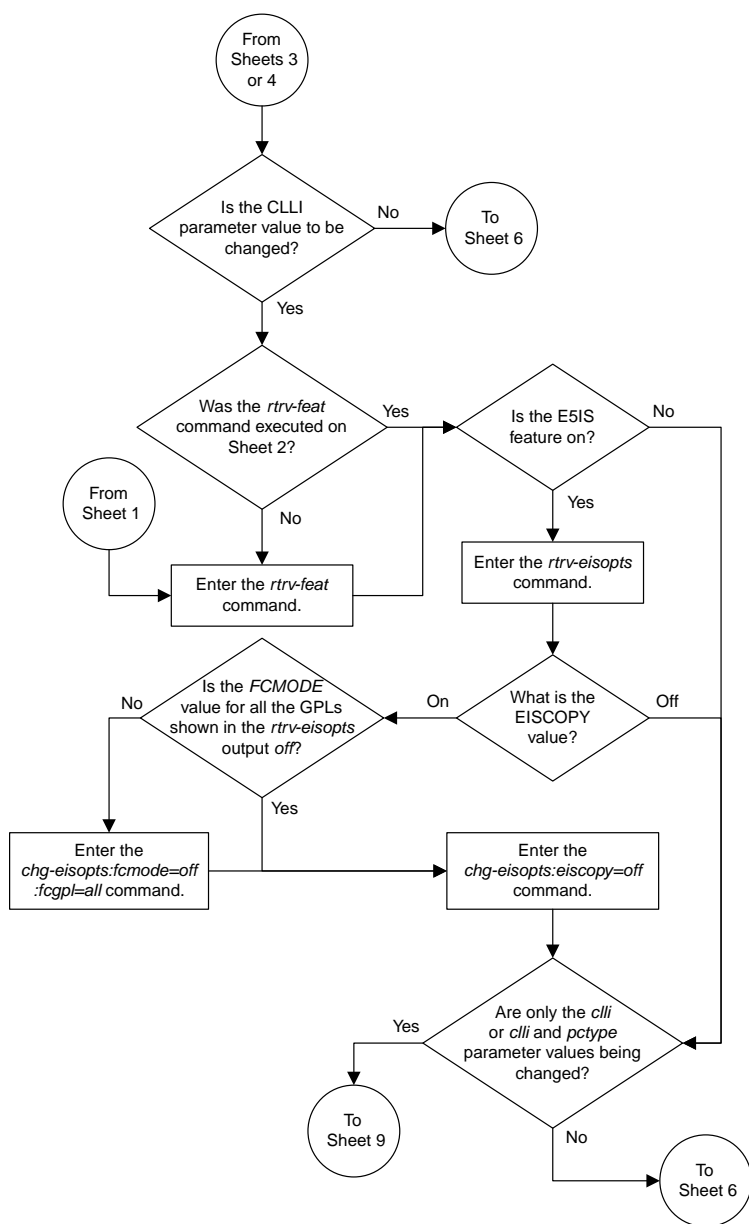 From
Sheets 3
or 4
Is the CLLI
parameter value to be
changed?
No
To
Sheet 6
Yes
Was the rtrv-feat
command executed on
Sheet 2?
Yes
Is the E5IS
feature on?
No
From
Sheet 1
No
Yes
Enter the rtrv-feat
command.
Enter the rtrv-eisopts
command.
No
Is the FCMODE
value for all the GPLs
shown in the rtrv-eisopts
output off?
On
What is the
EISCOPY
value?
Off
Yes
Enter the
chg-eisopts:fcmode=off
:fcgpl=all command.
Enter the
chg-eisopts:eiscopy=off
command.
Yes
Are only the clli
or clli and pctype
parameter values being
changed?
To
Sheet 9
No
To
Sheet 6